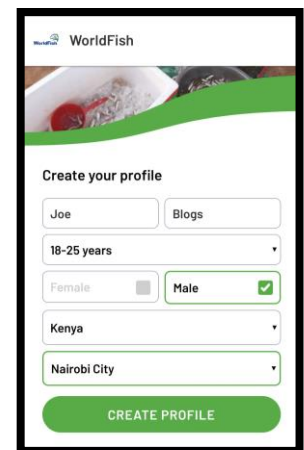 WorldFish WorldFish
Create your profile
Joe Blogs
18-25 years
Female Male
Kenya
Nairobi City
CREATE PROFILE